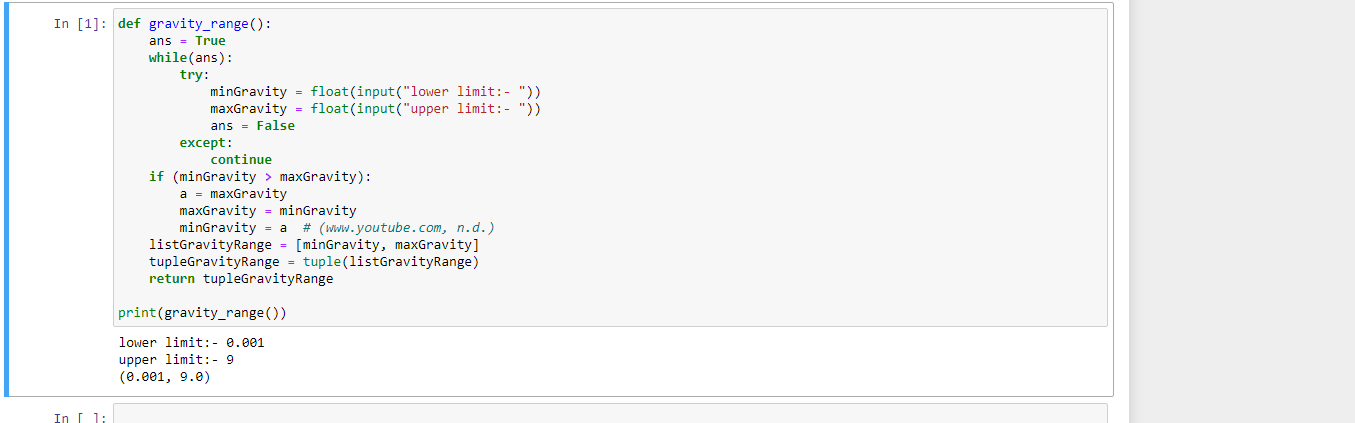 In [1]: def gravity_range():
    ans = True
    while(ans):
        try:
            minGravity = float(input("lower limit:- "))
            maxGravity = float(input("upper limit:- "))
            ans = False
        except:
            continue
    if (minGravity > maxGravity):
        a = maxGravity
        maxGravity = minGravity
        minGravity = a  # (www.youtube.com, n.d.)
    listGravityRange = [minGravity, maxGravity]
    tupleGravityRange = tuple(listGravityRange)
    return tupleGravityRange
print(gravity_range())
lower limit:- 0.001
upper limit:- 9
(0.001, 9.0)
In [ ]: